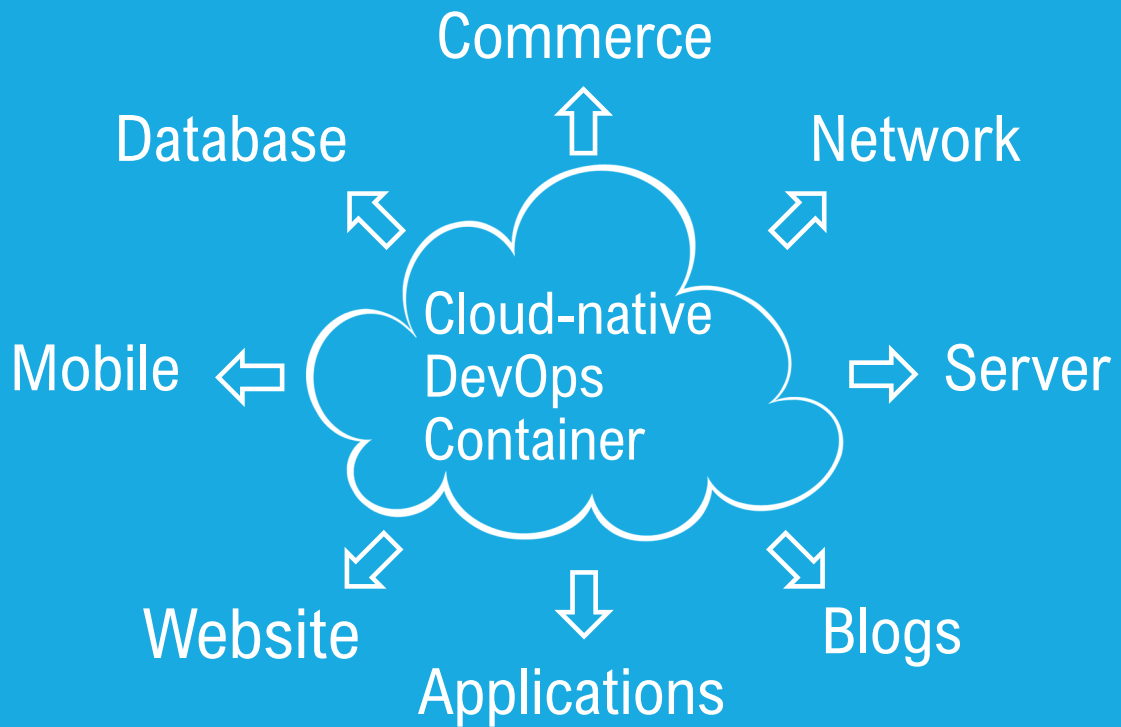 Commerce
Database
Network
Cloud-native
DevOps
Container
Mobile
Server
Website
Blogs
Applications